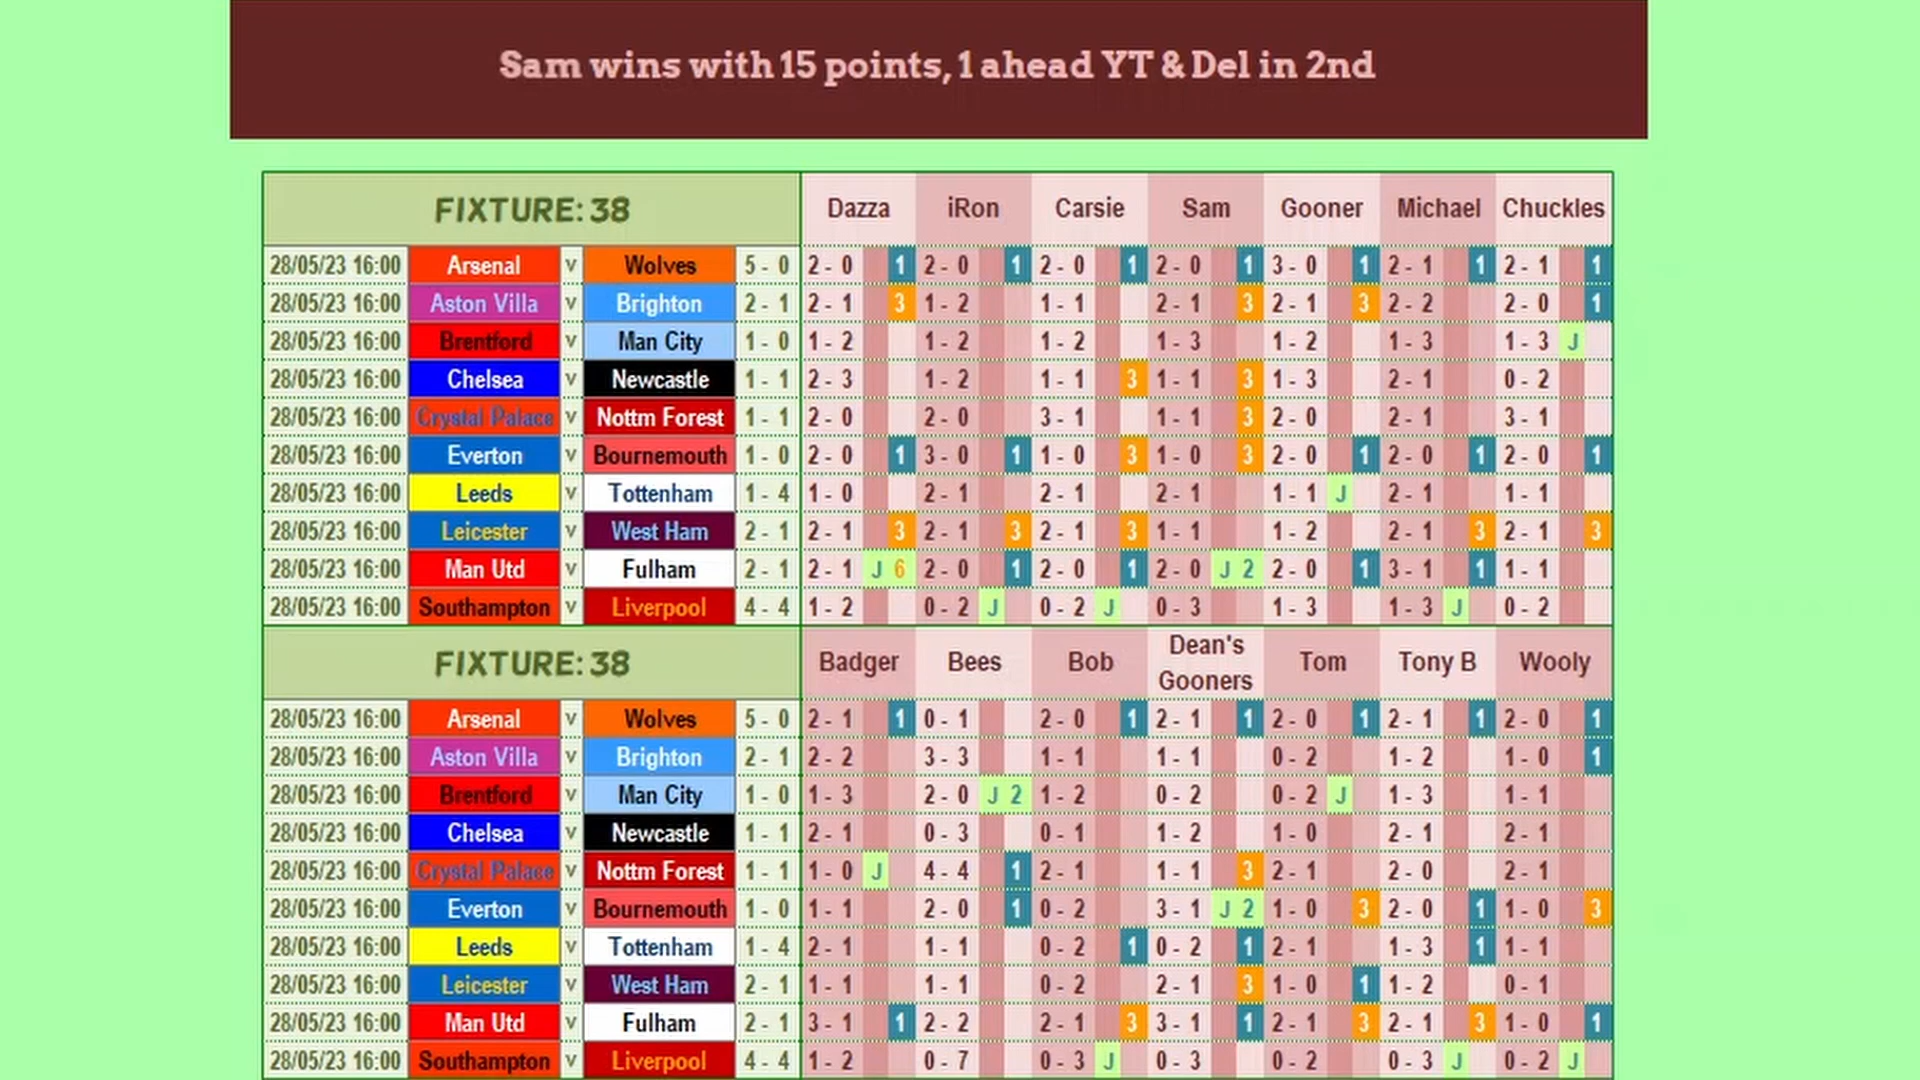 Sam wins with 15 points, 1 ahead YT & Del in 2nd
FIXTURE: 38 Dazza iRon Carsie Sam Gooner Michael Chuckles
28/05/23 16:00 Arsenal v Wolves 5 - 0 2 - 0 1 2 - 0 1 2 - 0 1 2 - 0 1 3 - 0 1 2 - 1 1 2 - 1 1
28/05/23 16:00 Aston Villa v Brighton 2 - 1 2 - 1 3 1 - 2 1 - 1 2 - 1 3 2 - 1 3 2 - 2 2 - 0 1
28/05/23 16:00 Brentford v Man City 1 - 0 1 - 2 1 - 2 1 - 2 1 - 3 1 - 2 1 - 3 1 - 3 J
28/05/23 16:00 Chelsea v Newcastle 1 - 1 2 - 3 1 - 2 1 - 1 3 1 - 1 3 1 - 3 2 - 1 0 - 2
28/05/23 16:00 Crystal Palace v Nottm Forest 1 - 1 2 - 0 2 - 0 3 - 1 1 - 1 3 2 - 0 2 - 1 3 - 1
28/05/23 16:00 Everton v Bournemouth 1 - 0 2 - 0 1 3 - 0 1 1 - 0 3 1 - 0 3 2 - 0 1 2 - 0 1 2 - 0 1
28/05/23 16:00 Leeds v Tottenham 1 - 4 1 - 0 2 - 1 2 - 1 2 - 1 1 - 1 J 2 - 1 1 - 1
28/05/23 16:00 Leicester v West Ham 2 - 1 2 - 1 3 2 - 1 3 2 - 1 3 1 - 1 1 - 2 2 - 1 3 2 - 1 3
28/05/23 16:00 Man Utd v Fulham 2 - 1 2 - 1 J 6 2 - 0 1 2 - 0 1 2 - 0 J 2 2 - 0 1 3 - 1 1 1 - 1
28/05/23 16:00 Southampton v Liverpool 4 - 4 1 - 2 0 - 2 J 0 - 2 J 0 - 3 1 - 3 1 - 3 J 0 - 2
FIXTURE: 38 Badger Bees Bob Dean's Gooners Tom Tony B Wooly
28/05/23 16:00 Arsenal v Wolves 5 - 0 2 - 1 1 0 - 1 2 - 0 1 2 - 1 1 2 - 0 1 2 - 1 1 2 - 0 1
28/05/23 16:00 Aston Villa v Brighton 2 - 1 2 - 2 3 - 3 1 - 1 1 - 1 0 - 2 1 - 2 1 - 0 1
28/05/23 16:00 Brentford v Man City 1 - 0 1 - 3 2 - 0 J 2 1 - 2 0 - 2 0 - 2 J 1 - 3 1 - 1
28/05/23 16:00 Chelsea v Newcastle 1 - 1 2 - 1 0 - 3 0 - 1 1 - 2 1 - 0 2 - 1 2 - 1
28/05/23 16:00 Crystal Palace v Nottm Forest 1 - 1 1 - 0 J 4 - 4 1 2 - 1 1 - 1 3 2 - 1 2 - 0 2 - 1
28/05/23 16:00 Everton v Bournemouth 1 - 0 1 - 1 2 - 0 1 0 - 2 3 - 1 J 2 1 - 0 3 2 - 0 1 1 - 0 3
28/05/23 16:00 Leeds v Tottenham 1 - 4 2 - 1 1 - 1 0 - 2 1 0 - 2 1 2 - 1 1 - 3 1 1 - 1
28/05/23 16:00 Leicester v West Ham 2 - 1 1 - 1 1 - 1 0 - 2 2 - 1 3 1 - 0 1 1 - 2 0 - 1
28/05/23 16:00 Man Utd v Fulham 2 - 1 3 - 1 1 2 - 2 2 - 1 3 3 - 1 1 2 - 1 3 2 - 1 3 1 - 0 1
28/05/23 16:00 Southampton v Liverpool 4 - 4 1 - 2 0 - 7 0 - 3 J 0 - 3 0 - 2 0 - 3 J 0 - 2 J